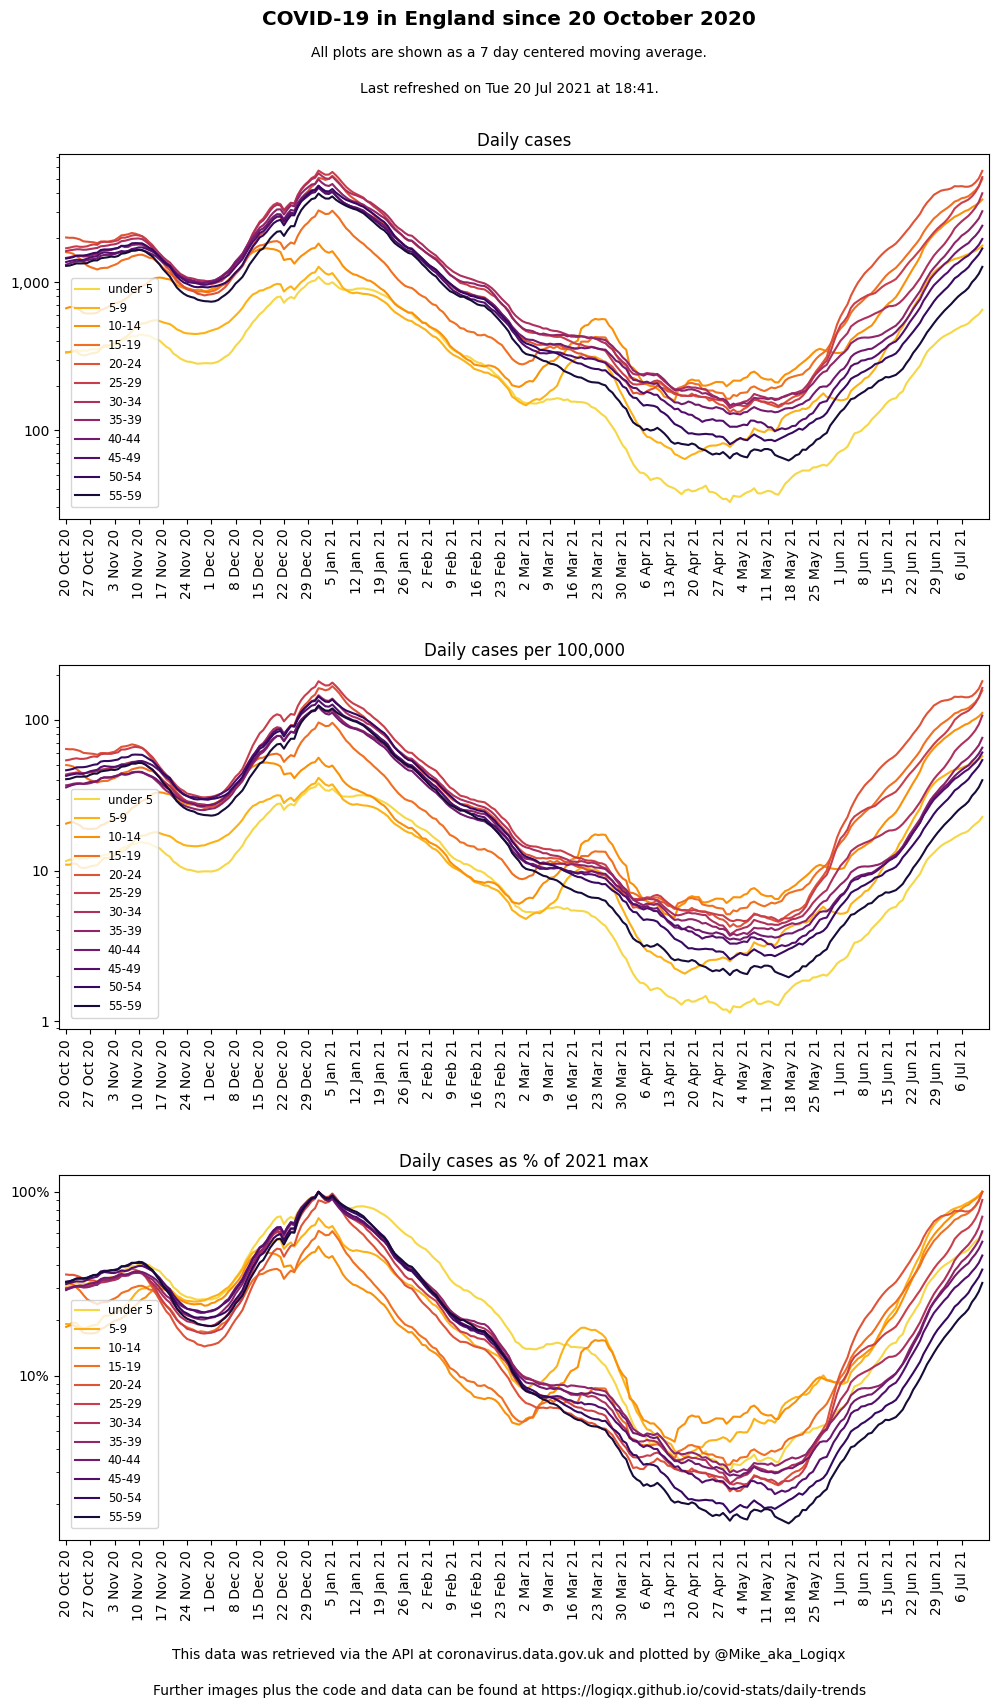 COVID-19 in England since 20 October 2020
All plots are shown as a 7 day centered moving average.
Last refreshed on Tue 20 Jul 2021 at 18:41.
Daily cases
1,000
100
under 5
5-9
10-14
15-19
20-24
25-29
30-34
35-39
40-44
45-49
50-54
55-59
20 Oct 20
27 Oct 20
3 Nov 20
10 Nov 20
17 Nov 20
24 Nov 20
1 Dec 20
8 Dec 20
15 Dec 20
22 Dec 20
29 Dec 20
5 Jan 21
12 Jan 21
19 Jan 21
26 Jan 21
2 Feb 21
9 Feb 21
16 Feb 21
23 Feb 21
2 Mar 21
9 Mar 21
16 Mar 21
23 Mar 21
30 Mar 21
6 Apr 21
13 Apr 21
20 Apr 21
27 Apr 21
4 May 21
11 May 21
18 May 21
25 May 21
1 Jun 21
8 Jun 21
15 Jun 21
22 Jun 21
29 Jun 21
6 Jul 21
Daily cases per 100,000
100
10
1
under 5
5-9
10-14
15-19
20-24
25-29
30-34
35-39
40-44
45-49
50-54
55-59
20 Oct 20
27 Oct 20
3 Nov 20
10 Nov 20
17 Nov 20
24 Nov 20
1 Dec 20
8 Dec 20
15 Dec 20
22 Dec 20
29 Dec 20
5 Jan 21
12 Jan 21
19 Jan 21
26 Jan 21
2 Feb 21
9 Feb 21
16 Feb 21
23 Feb 21
2 Mar 21
9 Mar 21
16 Mar 21
23 Mar 21
30 Mar 21
6 Apr 21
13 Apr 21
20 Apr 21
27 Apr 21
4 May 21
11 May 21
18 May 21
25 May 21
1 Jun 21
8 Jun 21
15 Jun 21
22 Jun 21
29 Jun 21
6 Jul 21
Daily cases as % of 2021 max
100%
10%
under 5
5-9
10-14
15-19
20-24
25-29
30-34
35-39
40-44
45-49
50-54
55-59
20 Oct 20
27 Oct 20
3 Nov 20
10 Nov 20
17 Nov 20
24 Nov 20
1 Dec 20
8 Dec 20
15 Dec 20
22 Dec 20
29 Dec 20
5 Jan 21
12 Jan 21
19 Jan 21
26 Jan 21
2 Feb 21
9 Feb 21
16 Feb 21
23 Feb 21
2 Mar 21
9 Mar 21
16 Mar 21
23 Mar 21
30 Mar 21
6 Apr 21
13 Apr 21
20 Apr 21
27 Apr 21
4 May 21
11 May 21
18 May 21
25 May 21
1 Jun 21
8 Jun 21
15 Jun 21
22 Jun 21
29 Jun 21
6 Jul 21
This data was retrieved via the API at coronavirus.data.gov.uk and plotted by @Mike_aka_Logiqx
Further images plus the code and data can be found at https://logiqx.github.io/covid-stats/daily-trends